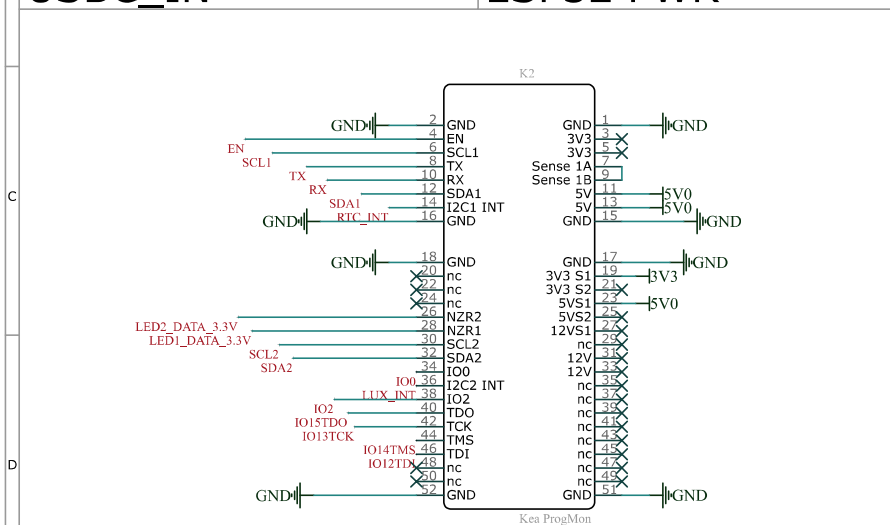 K2
GND 2 GND GND 1 GND
4 EN 3V3 3
EN 6 SCL1 3V3 5
SCL1 8 TX Sense 1A 7
TX 10 RX Sense 1B 9
RX 12 SDA1 5V 11 5V0
SDA1 14 I2C1 INT 5V 13 5V0
GND RTC_INT 16 GND GND 15 GND
GND 18 GND GND 17 GND
20 nc 3V3 S1 19 3V3
22 nc 3V3 S2 21
24 nc 5VS1 23 5V0
26 NZR2 5VS2 25
LED2_DATA_3.3V 28 NZR1 12VS1 27
LED1_DATA_3.3V 30 SCL2 nc 29
SCL2 32 SDA2 12V 31
SDA2 34 IO0 12V 33
IO0 36 I2C2 INT nc 35
LUX_INT 38 IO2 nc 37
IO2 40 TDO nc 39
IO15TDO 42 TCK nc 41
IO13TCK 44 TMS nc 43
IO14TMS 46 TDI nc 45
IO12TDI 48 nc nc 47
50 nc nc 49
GND 52 GND GND 51 GND
Kea ProgMon
C
D